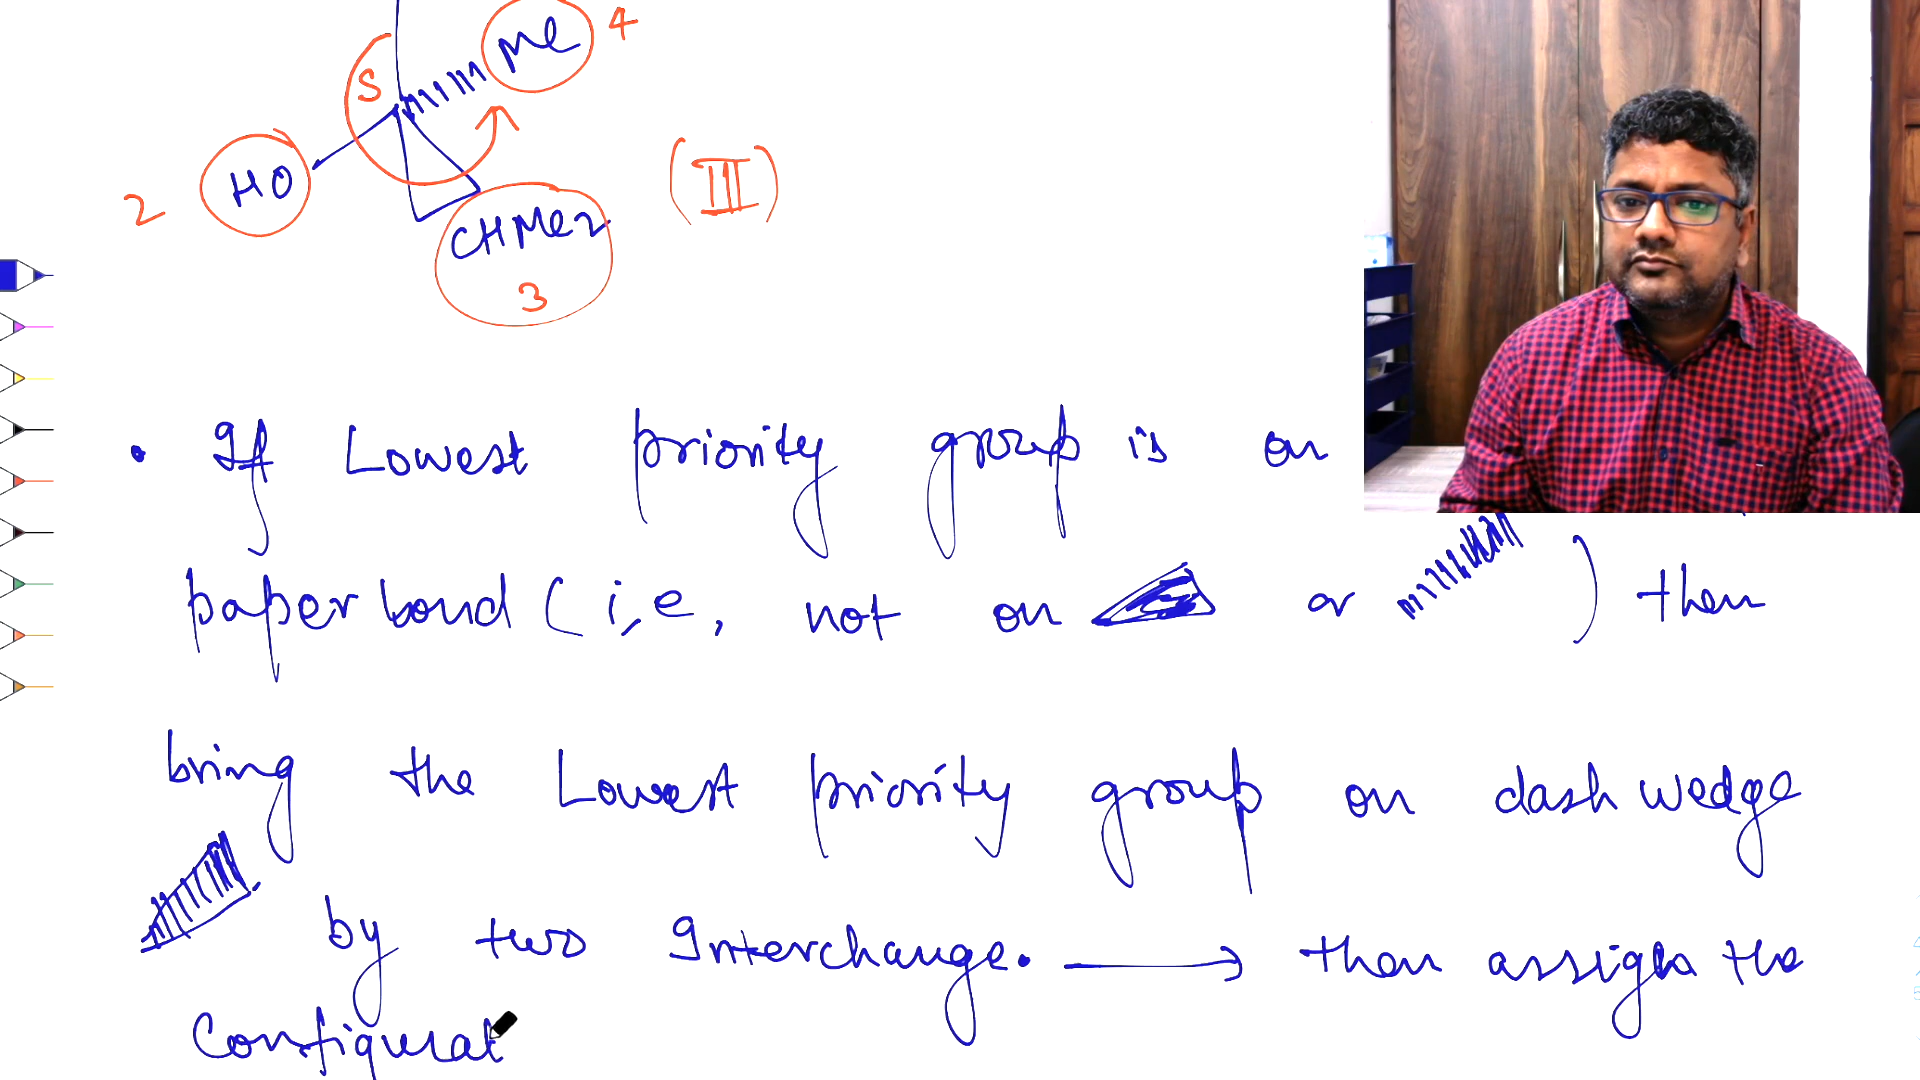 Me 4
S
2 HO
(III)
CHMe2
3
• If Lowest priority group is on
paper bond ( i,e, not on or ) then
bring the Lowest priority group on dash wedge
by two Interchange. → then assign the
Configurat